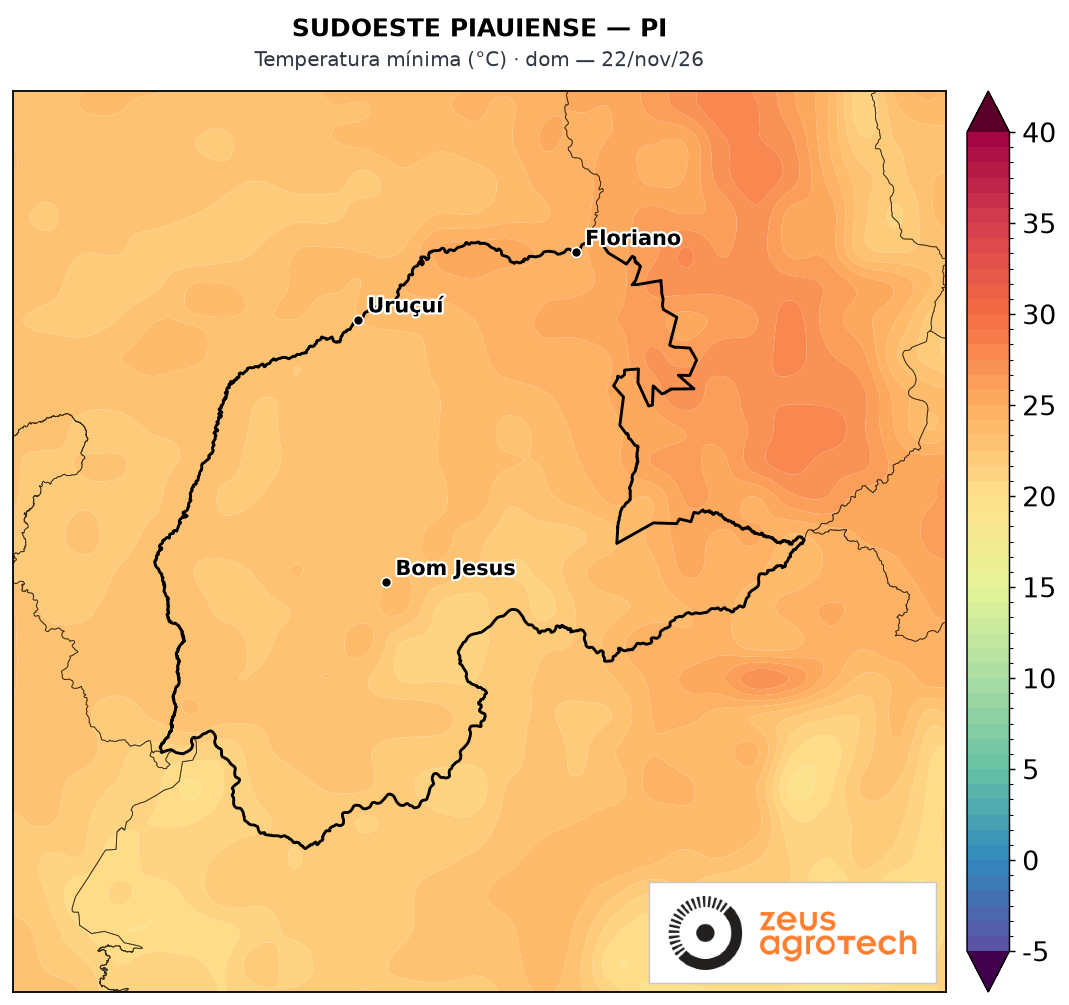 SUDOESTE PIAUIENSE — PI
Temperatura mínima (°C) · dom — 22/nov/26
Floriano
Uruçuí
Bom Jesus
40
35
30
25
20
15
10
5
0
-5
zeus
agrotech